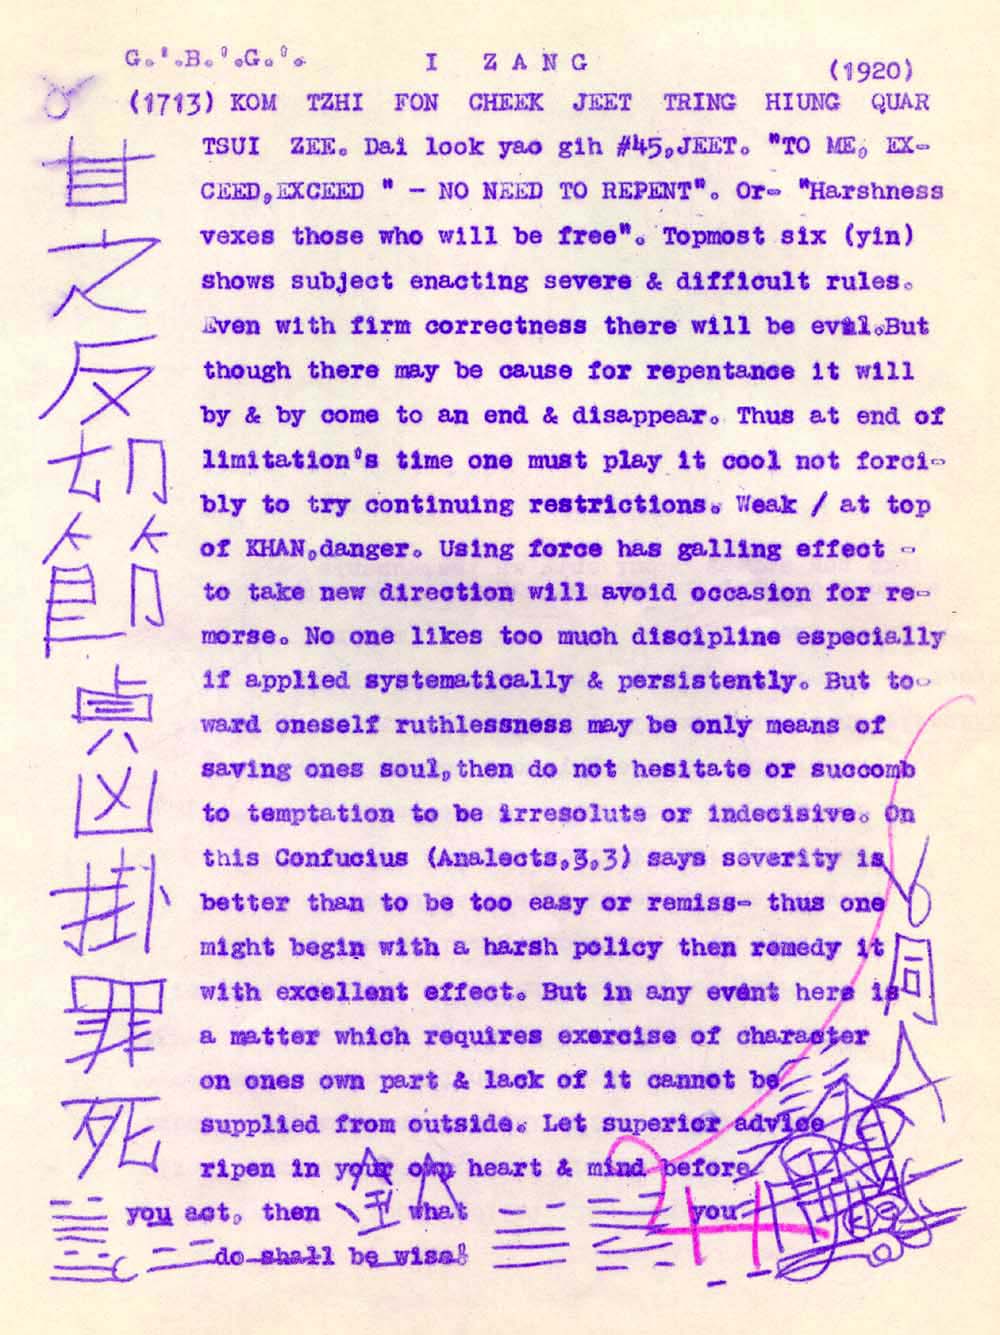 G.'.B.'.G.'.
I ZANG
(1920)
(1713) KOM TZHI FON CHEEK JEET TRING HIUNG QUAR
TSUI ZEE. Dai look yao gih #45,JEET. "TO ME, EX-
CEED,EXCEED " - NO NEED TO REPENT". Or- "Harshness
vexes those who will be free". Topmost six (yin)
shows subject enacting severe & difficult rules.
Even with firm correctness there will be evil.But
though there may be cause for repentance it will
by & by come to an end & disappear. Thus at end of
limitation's time one must play it cool not forci-
bly to try continuing restrictions. Weak / at top
of KHAN,danger. Using force has galling effect -
to take new direction will avoid occasion for re-
morse. No one likes too much discipline especially
if applied systematically & persistently. But to-
ward oneself ruthlessness may be only means of
saving ones soul,then do not hesitate or succomb
to temptation to be irresolute or indecisive. On
this Confucius (Analects,3,3) says severity is
better than to be too easy or remiss- thus one
might begin with a harsh policy then remedy it
with excellent effect. But in any event here is
a matter which requires exercise of character
on ones own part & lack of it cannot be
supplied from outside. Let superior advice
ripen in your own heart & mind before
you act, then what you
do shall be wise!
甘
之
反
切
節
貞
凶
掛
罪
死